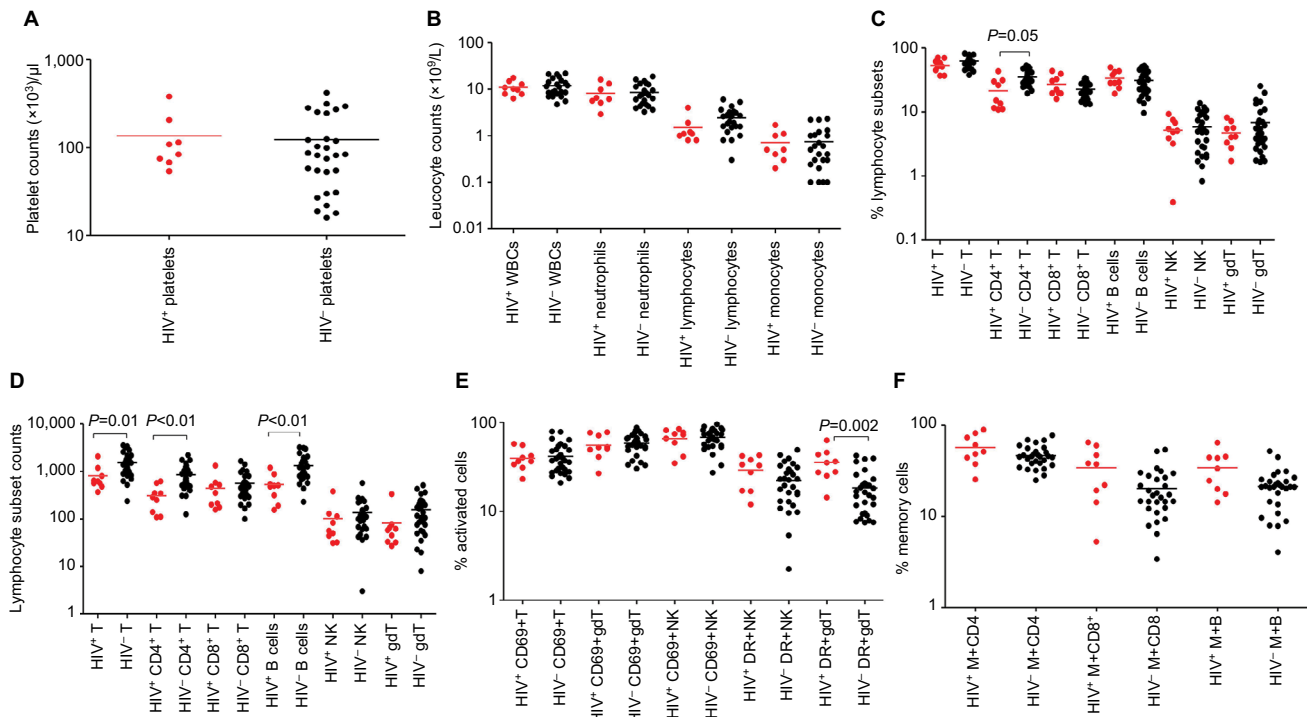 A
Platelet counts (×10³)/µl
1,000
100
10
HIV⁺ platelets
HIV⁻ platelets
B
Leucocyte counts (×10⁹/L)
100
10
1
0.1
0.01
HIV⁺ WBCs
HIV⁻ WBCs
HIV⁺ neutrophils
HIV⁻ neutrophils
HIV⁺ lymphocytes
HIV⁻ lymphocytes
HIV⁺ monocytes
HIV⁻ monocytes
C
% lymphocyte subsets
100
10
1
0.1
P=0.05
HIV⁺ T
HIV⁻ T
HIV⁺ CD4⁺ T
HIV⁻ CD4⁺ T
HIV⁺ CD8⁺ T
HIV⁻ CD8⁺ T
HIV⁺ B cells
HIV⁻ B cells
HIV⁺ NK
HIV⁻ NK
HIV⁺ gdT
HIV⁻ gdT
D
Lymphocyte subset counts
10,000
1,000
100
10
1
P=0.01
P<0.01
P<0.01
HIV⁺ T
HIV⁻ T
HIV⁺ CD4⁺ T
HIV⁻ CD4⁺ T
HIV⁺ CD8⁺ T
HIV⁻ CD8⁺ T
HIV⁺ B cells
HIV⁻ B cells
HIV⁺ NK
HIV⁻ NK
HIV⁺ gdT
HIV⁻ gdT
E
% activated cells
100
10
1
P=0.002
HIV⁺ CD69+T
HIV⁻ CD69+T
HIV⁺ CD69+gdT
HIV⁻ CD69+gdT
HIV⁺ CD69+NK
HIV⁻ CD69+NK
HIV⁺ DR+NK
HIV⁻ DR+NK
HIV⁺ DR+gdT
HIV⁻ DR+gdT
F
% memory cells
100
10
1
HIV⁺ M+CD4
HIV⁻ M+CD4
HIV⁺ M+CD8⁺
HIV⁻ M+CD8
HIV⁺ M+B
HIV⁻ M+B